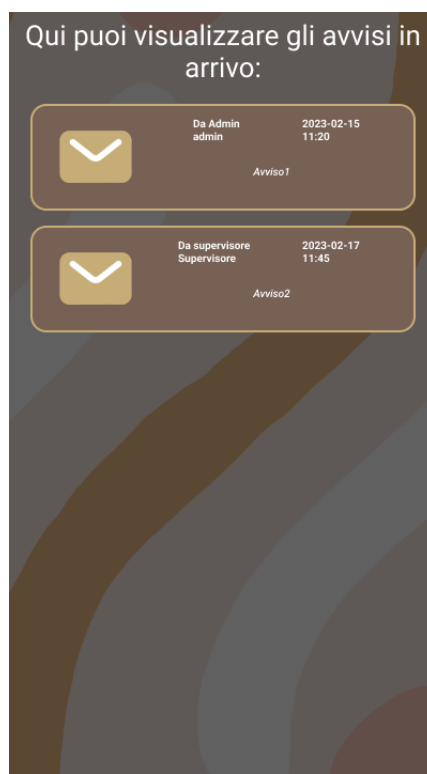 Qui puoi visualizzare gli avvisi in
arrivo:
Da Admin 2023-02-15
admin 11:20
Avviso1
Da supervisore 2023-02-17
Supervisore 11:45
Avviso2